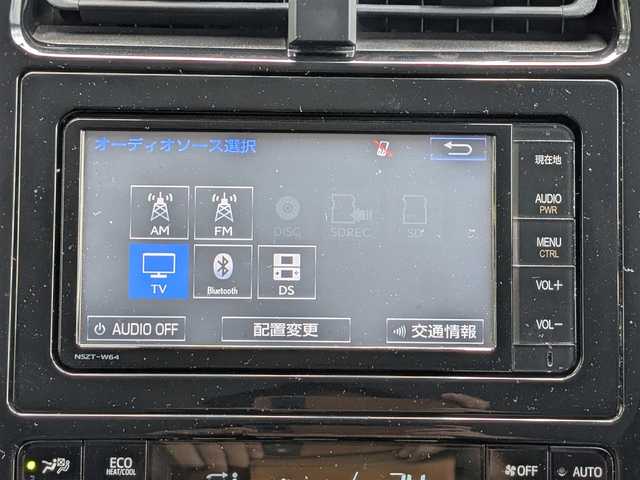 オーディオソース選択
現在地
AM FM DISC SDREC SD
AUDIO
PWR
MENU
CTRL
TV Bluetooth DS
VOL+
AUDIO OFF 配置変更 交通情報
VOL-
NSZT-W64
ECO OFF AUTO
HEAT/COOL